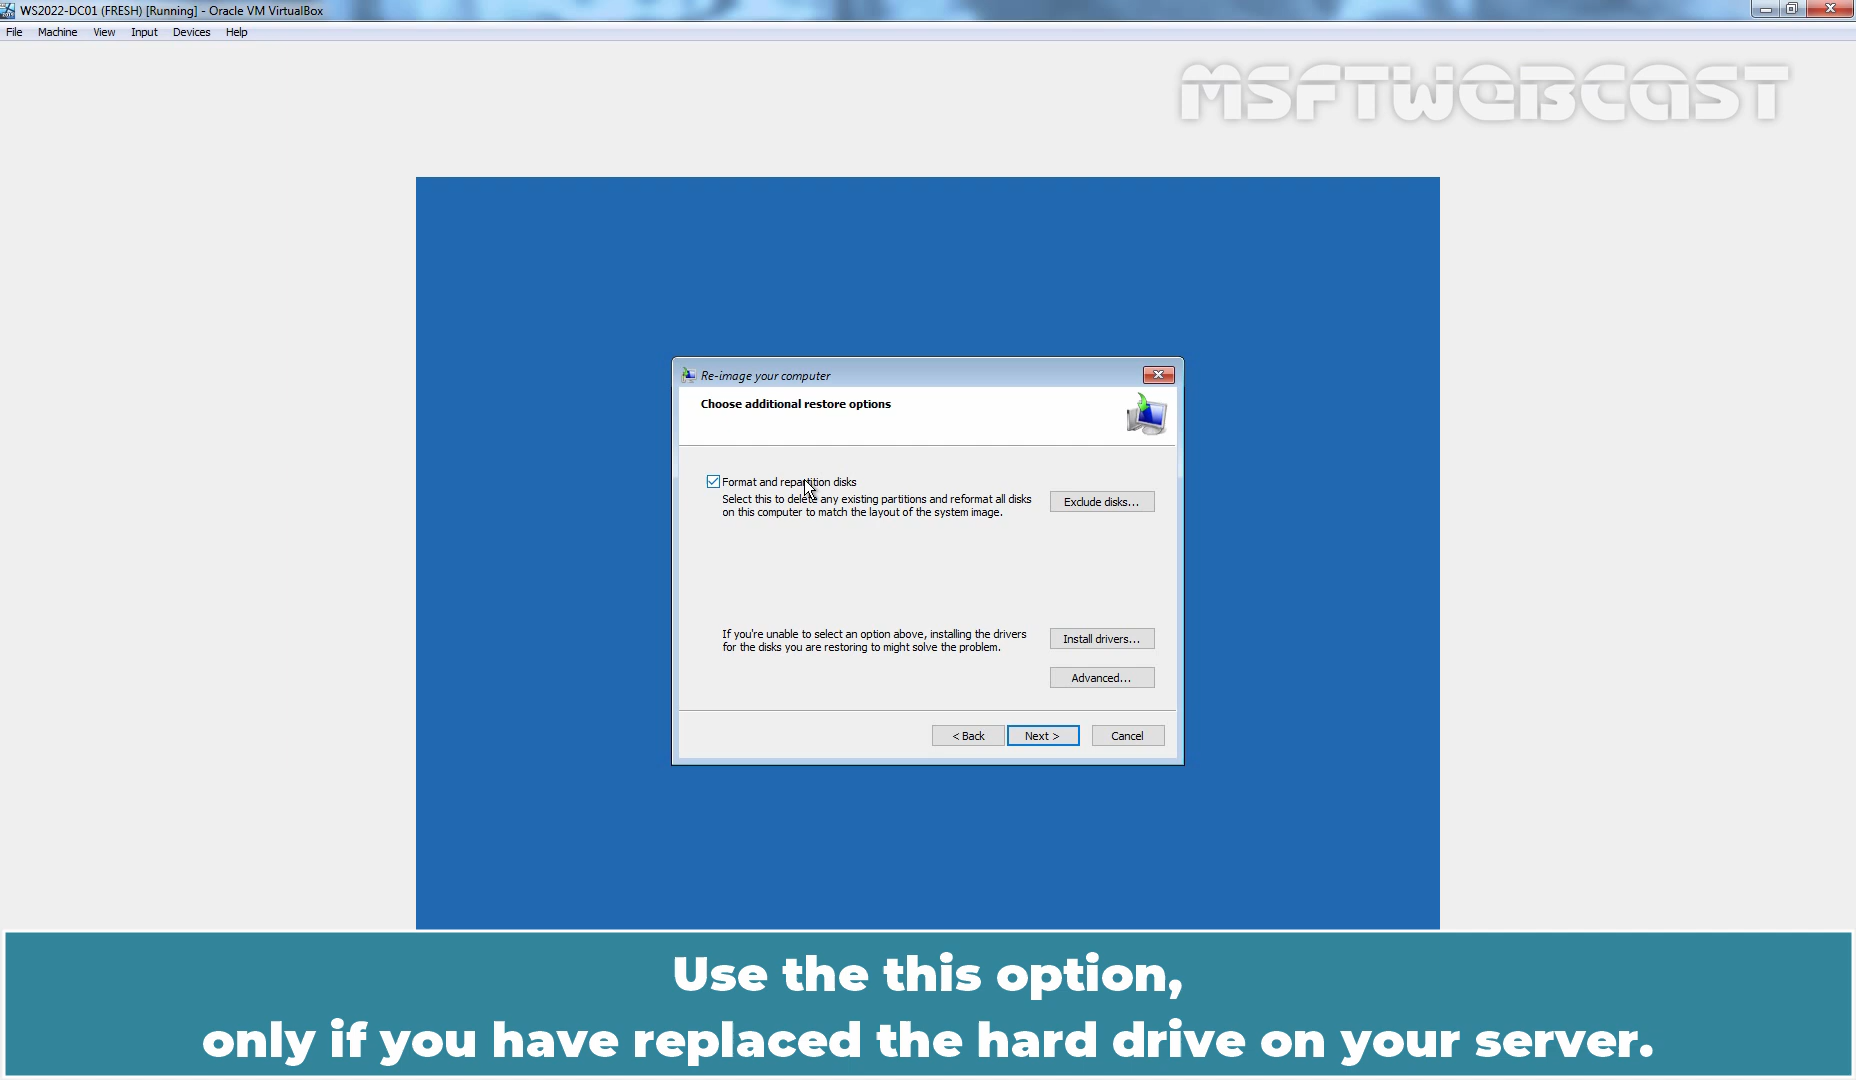 WS2022-DC01 (FRESH) [Running] - Oracle VM VirtualBox
File Machine View Input Devices Help
MSFTWEBCAST
Re-image your computer
Choose additional restore options
Format and repartition disks
Select this to delete any existing partitions and reformat all disks
on this computer to match the layout of the system image.
Exclude disks...
If you're unable to select an option above, installing the drivers
for the disks you are restoring to might solve the problem.
Install drivers...
Advanced...
< Back Next > Cancel
Use the this option,
only if you have replaced the hard drive on your server.